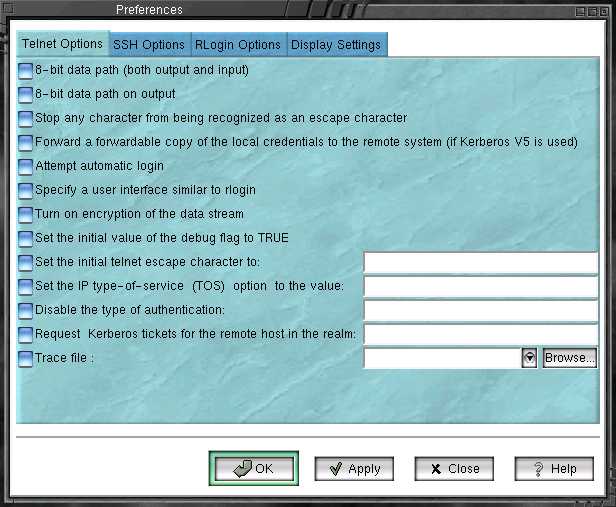 Preferences
Telnet Options SSH Options RLogin Options Display Settings
8-bit data path (both output and input)
8-bit data path on output
Stop any character from being recognized as an escape character
Forward a forwardable copy of the local credentials to the remote system (if Kerberos V5 is used)
Attempt automatic login
Specify a user interface similar to rlogin
Turn on encryption of the data stream
Set the initial value of the debug flag to TRUE
Set the initial telnet escape character to:
Set the IP type-of-service (TOS) option to the value:
Disable the type of authentication:
Request Kerberos tickets for the remote host in the realm:
Trace file : Browse...
OK Apply Close Help